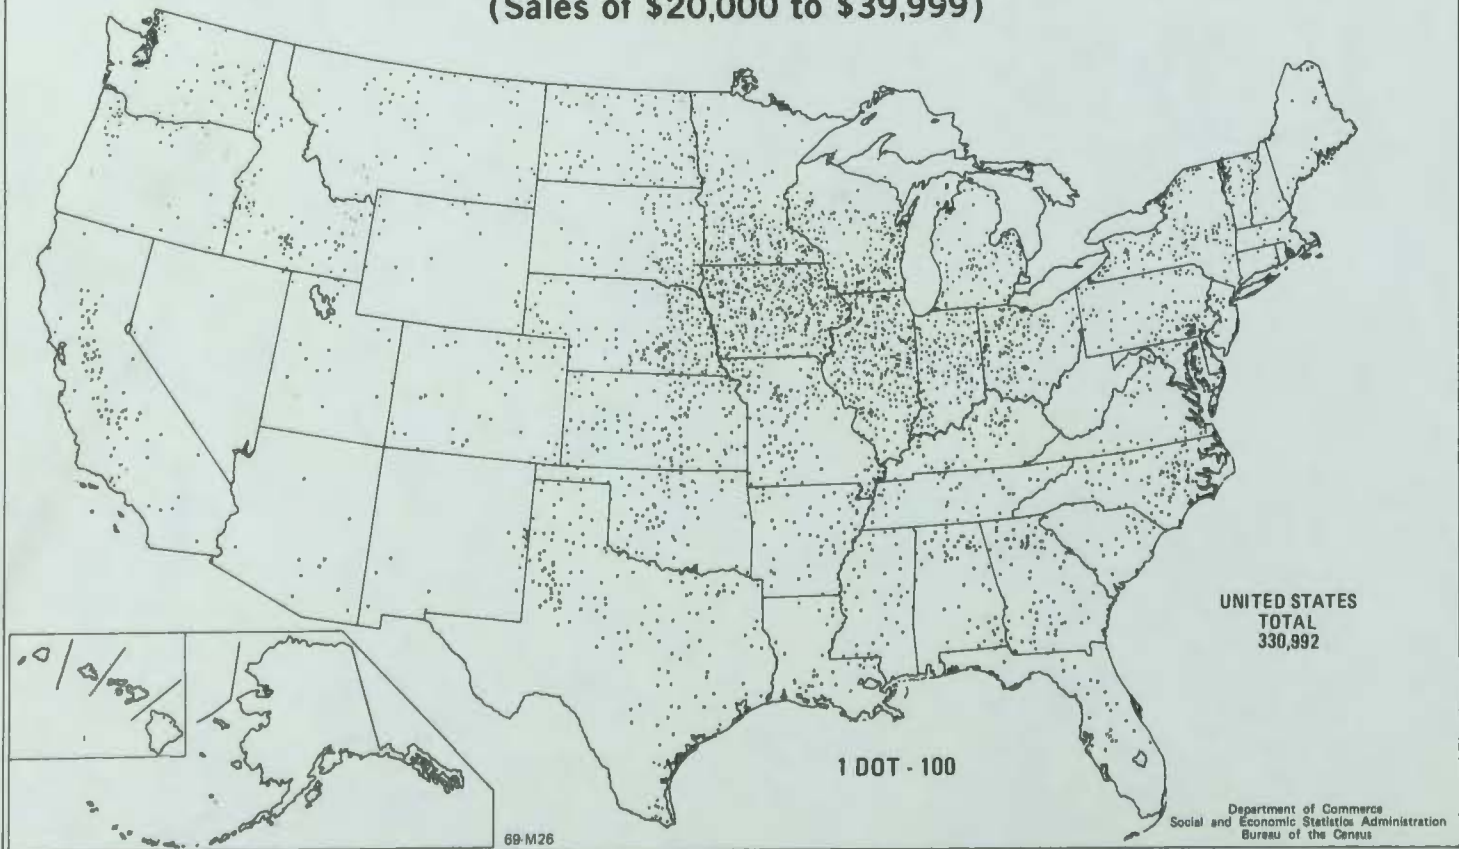 (Sales of $20,000 to $39,999)
UNITED STATES
TOTAL
330,992
1 DOT - 100
Department of Commerce
Social and Economic Statistics Administration
Bureau of the Census
69-M26